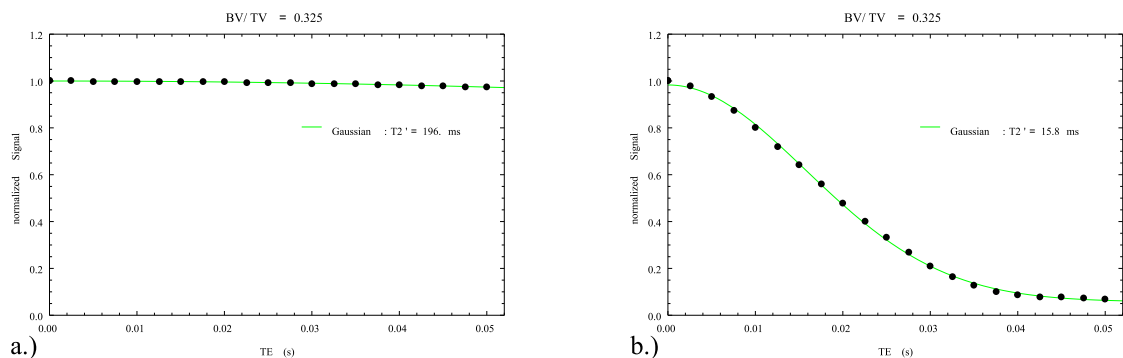 BV/ TV = 0.325
1.2
1.0
0.8
0.6
0.4
0.2
0.0
normalized Signal
Gaussian : T2 ' = 196. ms
0.00 0.01 0.02 0.03 0.04 0.05
TE (s)
a.)
BV/ TV = 0.325
1.2
1.0
0.8
0.6
0.4
0.2
0.0
normalized Signal
Gaussian : T2 ' = 15.8 ms
0.00 0.01 0.02 0.03 0.04 0.05
TE (s)
b.)